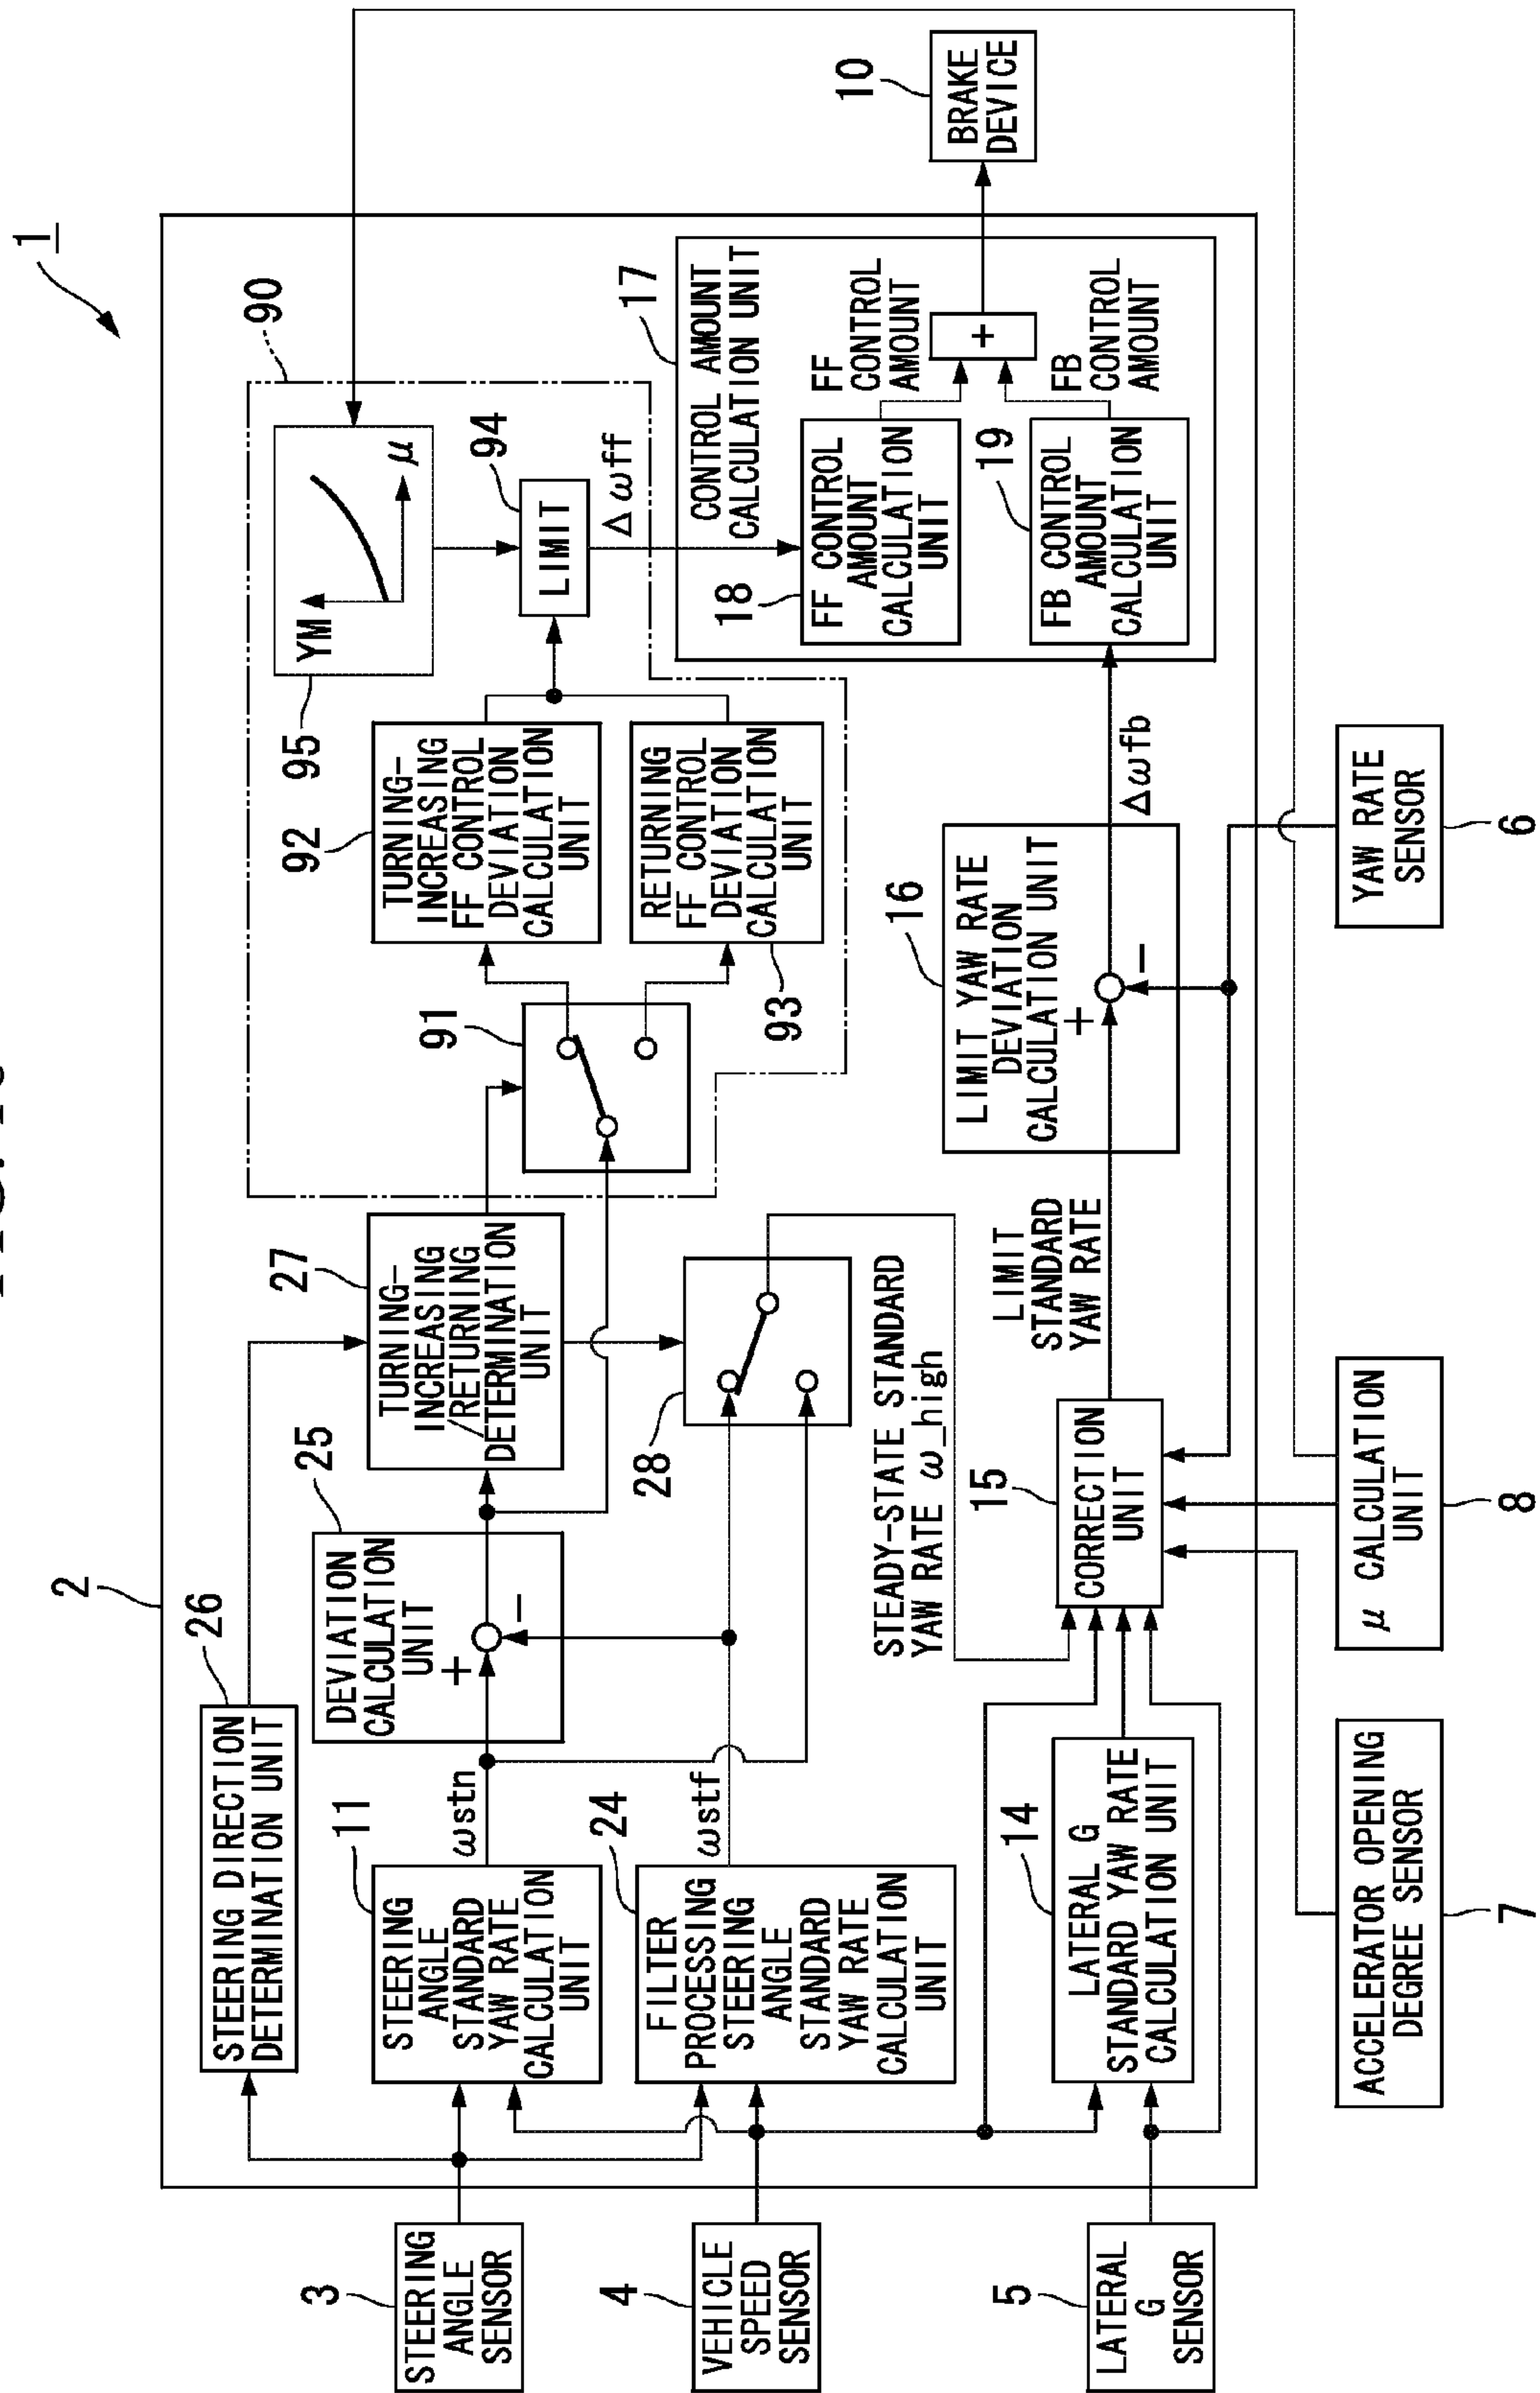 1
2
26
STEERING DIRECTION
DETERMINATION UNIT
25
DEVIATION
CALCULATION
UNIT
+
−
27
TURNING-
INCREASING
/RETURNING
DETERMINATION
UNIT
90
95
YM
μ
92
TURNING-
INCREASING
FF CONTROL
DEVIATION
CALCULATION
UNIT
94
LIMIT
Δωff
3
STEERING
ANGLE
SENSOR
11
STEERING
ANGLE
STANDARD
YAW RATE
CALCULATION
UNIT
ωstn
91
93
RETURNING
FF CONTROL
DEVIATION
CALCULATION
UNIT
4
VEHICLE
SPEED
SENSOR
24
FILTER
PROCESSING
STEERING
ANGLE
STANDARD
YAW RATE
CALCULATION
UNIT
ωstf
28
STEADY-STATE STANDARD
YAW RATE ω_high
17
CONTROL AMOUNT
CALCULATION UNIT
18
FF CONTROL
AMOUNT
CALCULATION
UNIT
FF
CONTROL
AMOUNT
+
10
BRAKE
DEVICE
19
FB CONTROL
AMOUNT
CALCULATION
UNIT
FB
CONTROL
AMOUNT
5
LATERAL
G
SENSOR
14
LATERAL G
STANDARD YAW RATE
CALCULATION UNIT
15
CORRECTION
UNIT
LIMIT
STANDARD
YAW RATE
16
LIMIT YAW RATE
DEVIATION
CALCULATION UNIT
+
−
Δωfb
ACCELERATOR OPENING
DEGREE SENSOR
7
μ CALCULATION
UNIT
8
YAW RATE
SENSOR
6